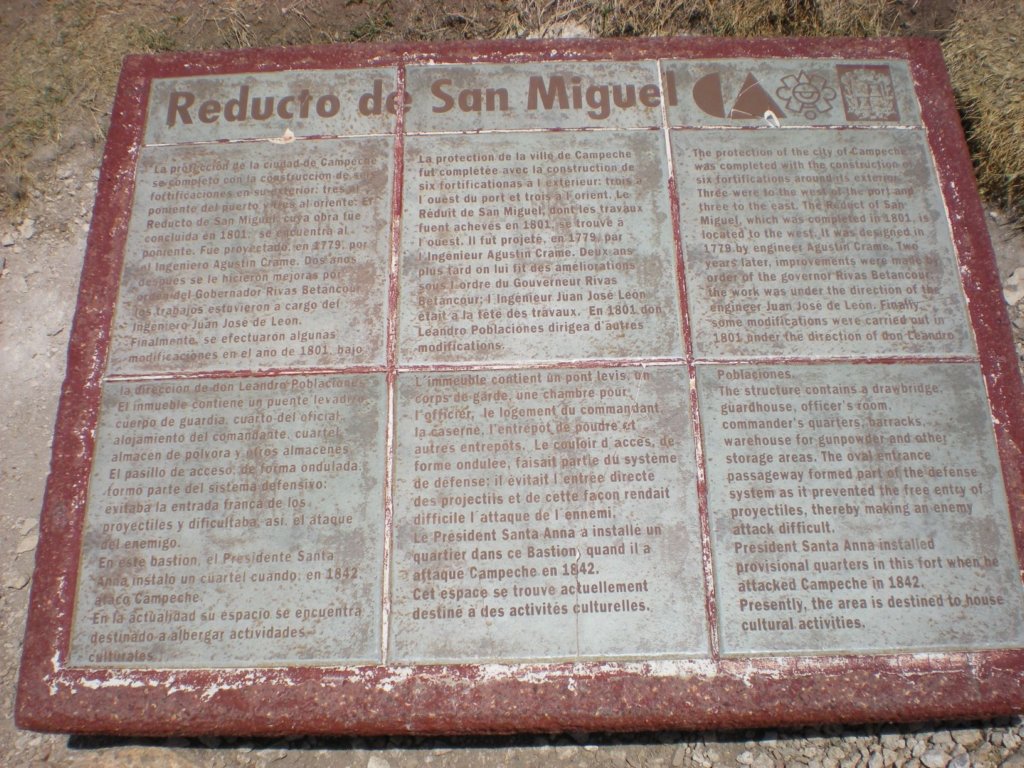 Reducto de San Miguel
La protección de la ciudad de Campeche
se completó con la construcción de seis
fortificaciones en su exterior: tres al
poniente del puerto y tres al oriente: El
Reducto de San Miguel, cuya obra fue
concluida en 1801, se encuentra al
poniente. Fue proyectado, en 1779, por
el Ingeniero Agustín Crame. Dos años
después se le hicieron mejoras por
orden del Gobernador Rivas Betancour,
los trabajos estuvieron a cargo del
Ingeniero Juan José de León.
Finalmente, se efectuaron algunas
modificaciones en el ano de 1801, bajo
la dirección de don Leandro Poblaciones.
El inmueble contiene un puente levadizo,
cuerpo de guardia, cuarto del oficial,
alojamiento del comandante, cuartel,
almacen de pólvora y otros almacenes.
El pasillo de acceso, de forma ondulada,
formó parte del sistema defensivo:
evitaba la entrada franca de los
proyectiles y dificultaba, así, el ataque
del enemigo.
En este bastion, el Presidente Santa
Anna instalo un cuartel cuando, en 1842,
ataco Campeche.
En la actualidad su espacio se encuentra
destinado a albergar actividades
culturales.
La protection de la ville de Campeche
fut completée avec la construction de
six fortificationas à l'extérieur: trois à
l'ouest du port et trois à l'orient. Le
Réduit de San Miguel, dont les travaux
fuent achevés en 1801, se trouve à
l'ouest. Il fut projeté, en 1779, par
l'Ingénieur Agustín Crame. Deux ans
plus tard on lui fit des améliorations
sous l'ordre du Gouverneur Rivas
Betancour; l'Ingénieur Juan José León
était à la tête des travaux. En 1801 don
Leandro Poblaciones dirigea d'autres
modifications.
L'immeuble contient un pont levis, un
corps de garde, une chambre pour
l'officier, le logement du commandant
la caserne, l'entrepôt de poudre et
autres entrepôts. Le couloir d'accés, de
forme ondulée, faisait partie du système
de défense: il évitait l'entrée directe
des projectils et de cette façon rendait
difficile l'attaque de l'ennemi.
Le Président Santa Anna a installé un
quartier dans ce Bastion, quand il a
attaqué Campeche en 1842.
Cet espace se trouve actuellement
destiné à des activités culturelles.
The protection of the city of Campeche
was completed with the construction of
six fortifications around its exterior.
Three were to the west of the port and
three to the east. The Reduct of San
Miguel, which was completed in 1801, is
located to the west. It was designed in
1779 by engineer Agustín Crame. Two
years later, improvements were made by
order of the governor Rivas Betancour,
the work was under the direction of the
engineer Juan José de León. Finally,
some modifications were carried out in
1801 under the direction of don Leandro
Poblaciones.
The structure contains a drawbridge,
guardhouse, officer's room,
commander's quarters, barracks,
warehouse for gunpowder and other
storage areas. The oval entrance
passageway formed part of the defense
system as it prevented the free entry of
proyectiles, thereby making an enemy
attack difficult.
Président Santa Anna installed
provisional quarters in this fort when he
attacked Campeche in 1842.
Presently, the area is destined to house
cultural activities.